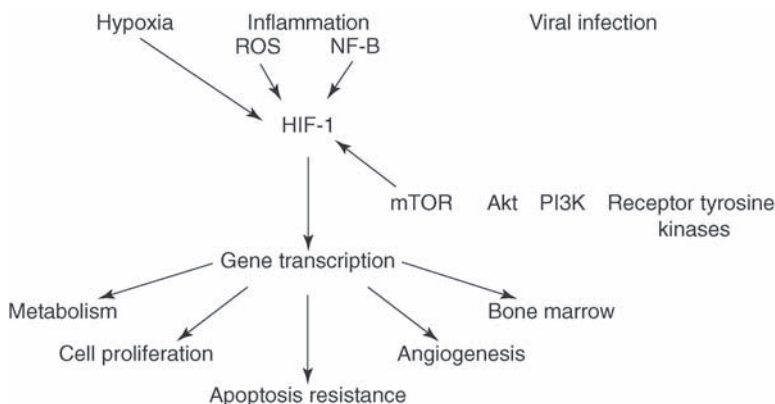 Hypoxia Inflammation Viral infection
ROS NF-B
HIF-1
mTOR Akt PI3K Receptor tyrosine
kinases
Gene transcription
Metabolism Bone marrow
Cell proliferation Angiogenesis
Apoptosis resistance